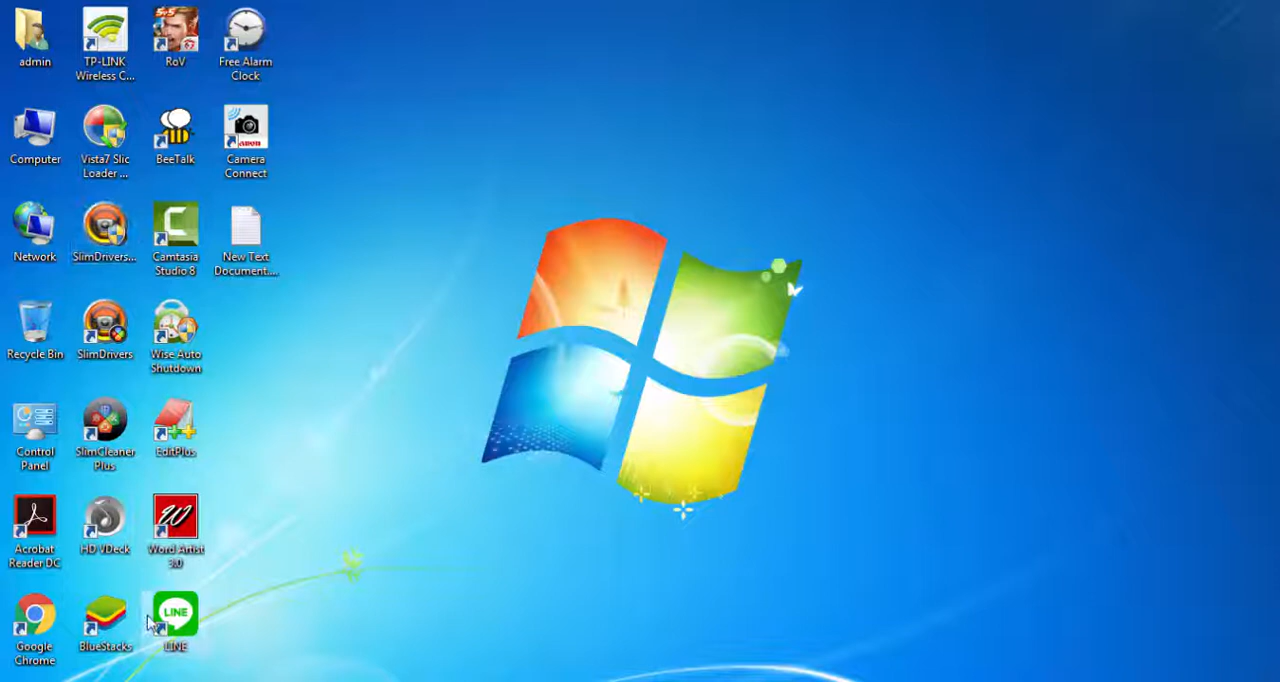 admin
TP-LINK
Wireless C...
RoV
Free Alarm
Clock
Computer
Vista7 Slic
Loader ...
BeeTalk
Camera
Connect
Network
SlimDrivers...
Camtasia
Studio 8
New Text
Document....
Recycle Bin
SlimDrivers
Wise Auto
Shutdown
Control
Panel
SlimCleaner
Plus
EditPlus
Acrobat
Reader DC
HD VDeck
W
Word Artist
3.0
Google
Chrome
BlueStacks
LINE
LINE
5v5
Canon
C